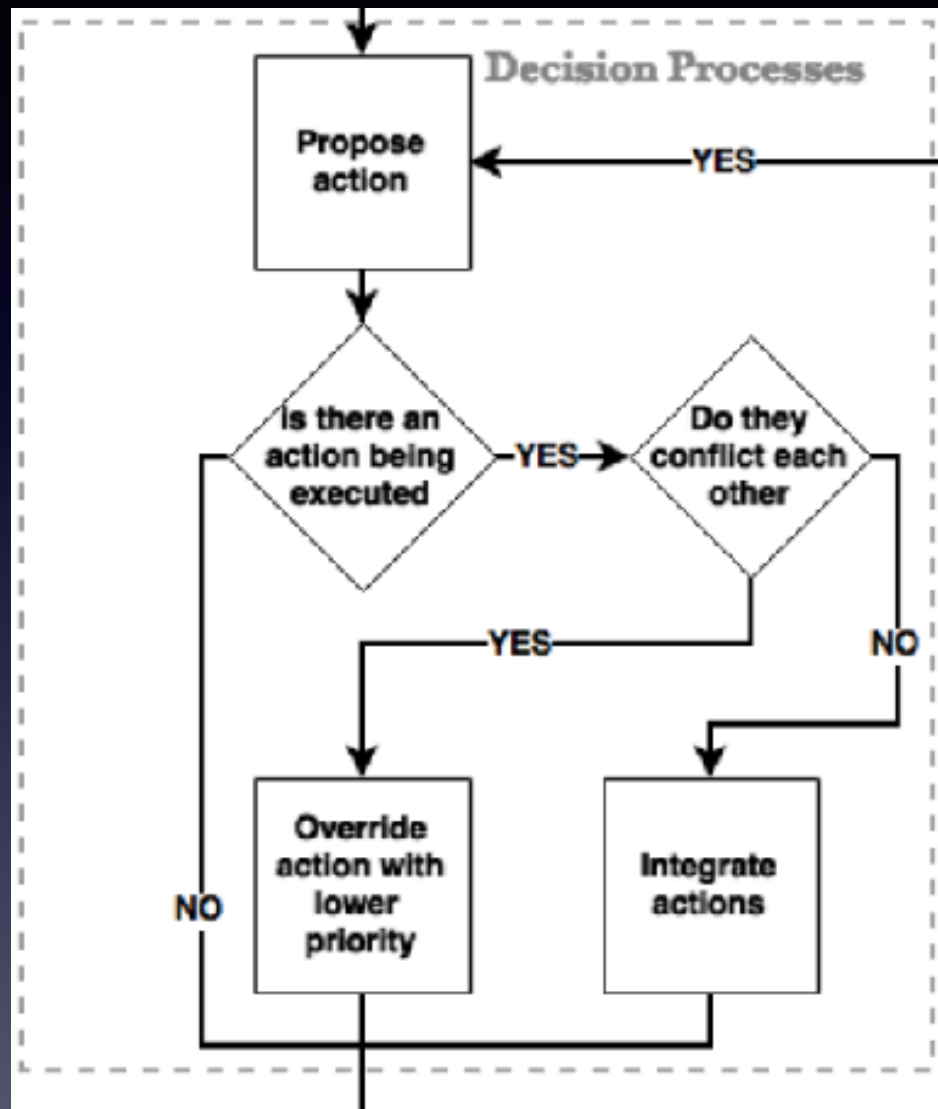 Decision Processes
Propose
action
YES
Is there an
action being
executed
YES
Do they
conflict each
other
YES
NO
Override
action with
lower
priority
Integrate
actions
NO